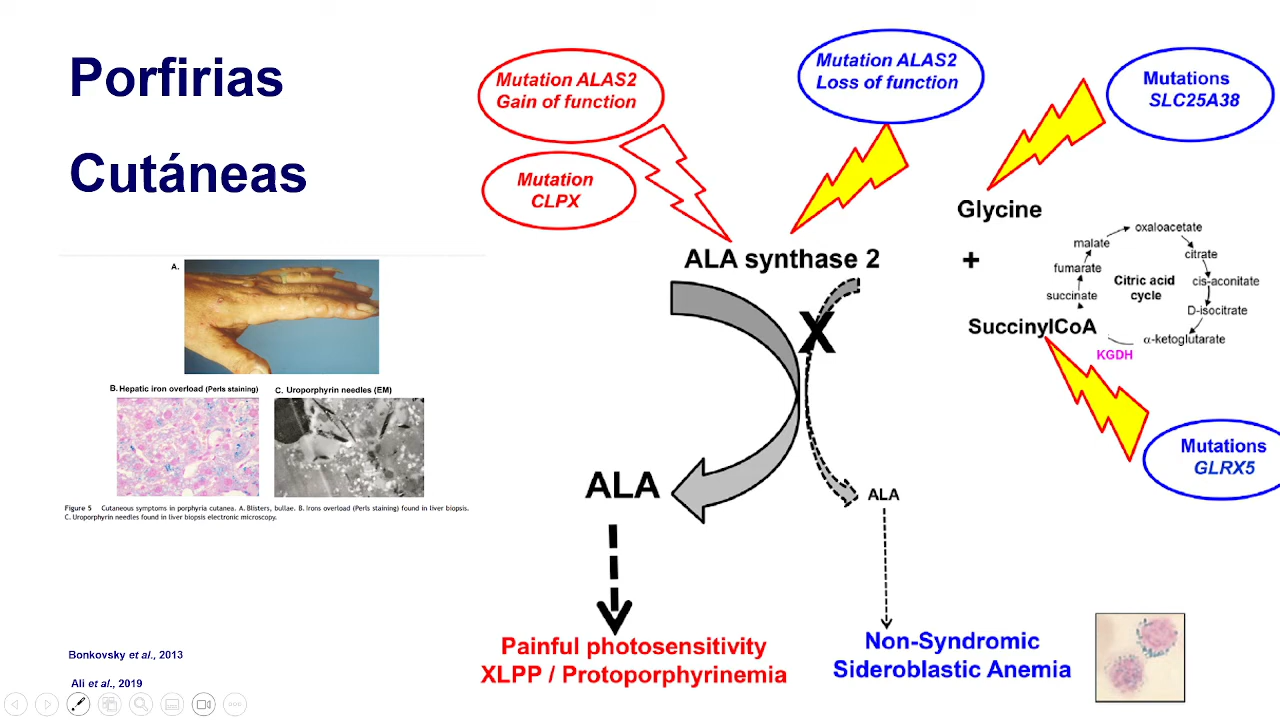 Porfirias
Cutáneas
A.
B. Hepatic iron overload (Perls staining)
C. Uroporphyrin needles (EM)
Figure 5 Cutaneous symptoms in porphyria cutanea. A. Blisters, bullae. B. Irons overload (Perls staining) found in liver biopsis.
C. Uroporphyrin needles found in liver biopsis electronic microscopy.
Bonkovsky et al., 2013
Ali et al., 2019
Mutation ALAS2
Gain of function
Mutation
CLPX
Mutation ALAS2
Loss of function
Mutations
SLC25A38
Glycine
+
ALA synthase 2
SuccinylCoA
oxaloacetate
malate
citrate
fumarate
Citric acid
cycle
cis-aconitate
succinate
D-isocitrate
α-ketoglutarate
KGDH
X
Mutations
GLRX5
ALA
ALA
Painful photosensitivity
XLPP / Protoporphyrinemia
Non-Syndromic
Sideroblastic Anemia